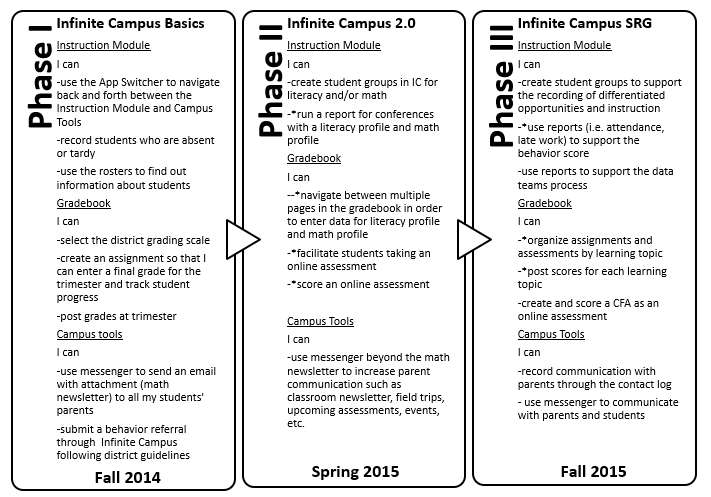 Phase I
Infinite Campus Basics
Instruction Module
I can
-use the App Switcher to navigate
back and forth between the
Instruction Module and Campus
Tools
-record students who are absent
or tardy
-use the rosters to find out
information about students
Gradebook
I can
-select the district grading scale
-create an assignment so that I
can enter a final grade for the
trimester and track student
progress
-post grades at trimester
Campus tools
I can
-use messenger to send an email
with attachment (math
newsletter) to all my students'
parents
-submit a behavior referral
through  Infinite Campus
following district guidelines
Fall 2014
Phase II
Infinite Campus 2.0
Instruction Module
I can
-create student groups in IC for
literacy and/or math
-*run a report for conferences
with a literacy profile and math
profile
Gradebook
I can
--*navigate between multiple
pages in the gradebook in order
to enter data for literacy profile
and math profile
-*facilitate students taking an
online assessment
-*score an online assessment
Campus Tools
I can
-use messenger beyond the math
newsletter to increase parent
communication such as
classroom newsletter, field trips,
upcoming assessments, events,
etc.
Spring 2015
Phase III
Infinite Campus SRG
Instruction Module
I can
-create student groups to support
the recording of differentiated
opportunities and instruction
-*use reports (i.e. attendance,
late work) to support the
behavior score
-use reports to support the data
teams process
Gradebook
I can
-*organize assignments and
assessments by learning topic
-*post scores for each learning
topic
-create and score a CFA as an
online assessment
Campus Tools
I can
-record communication with
parents through the contact log
- use messenger to communicate
with parents and students
Fall 2015